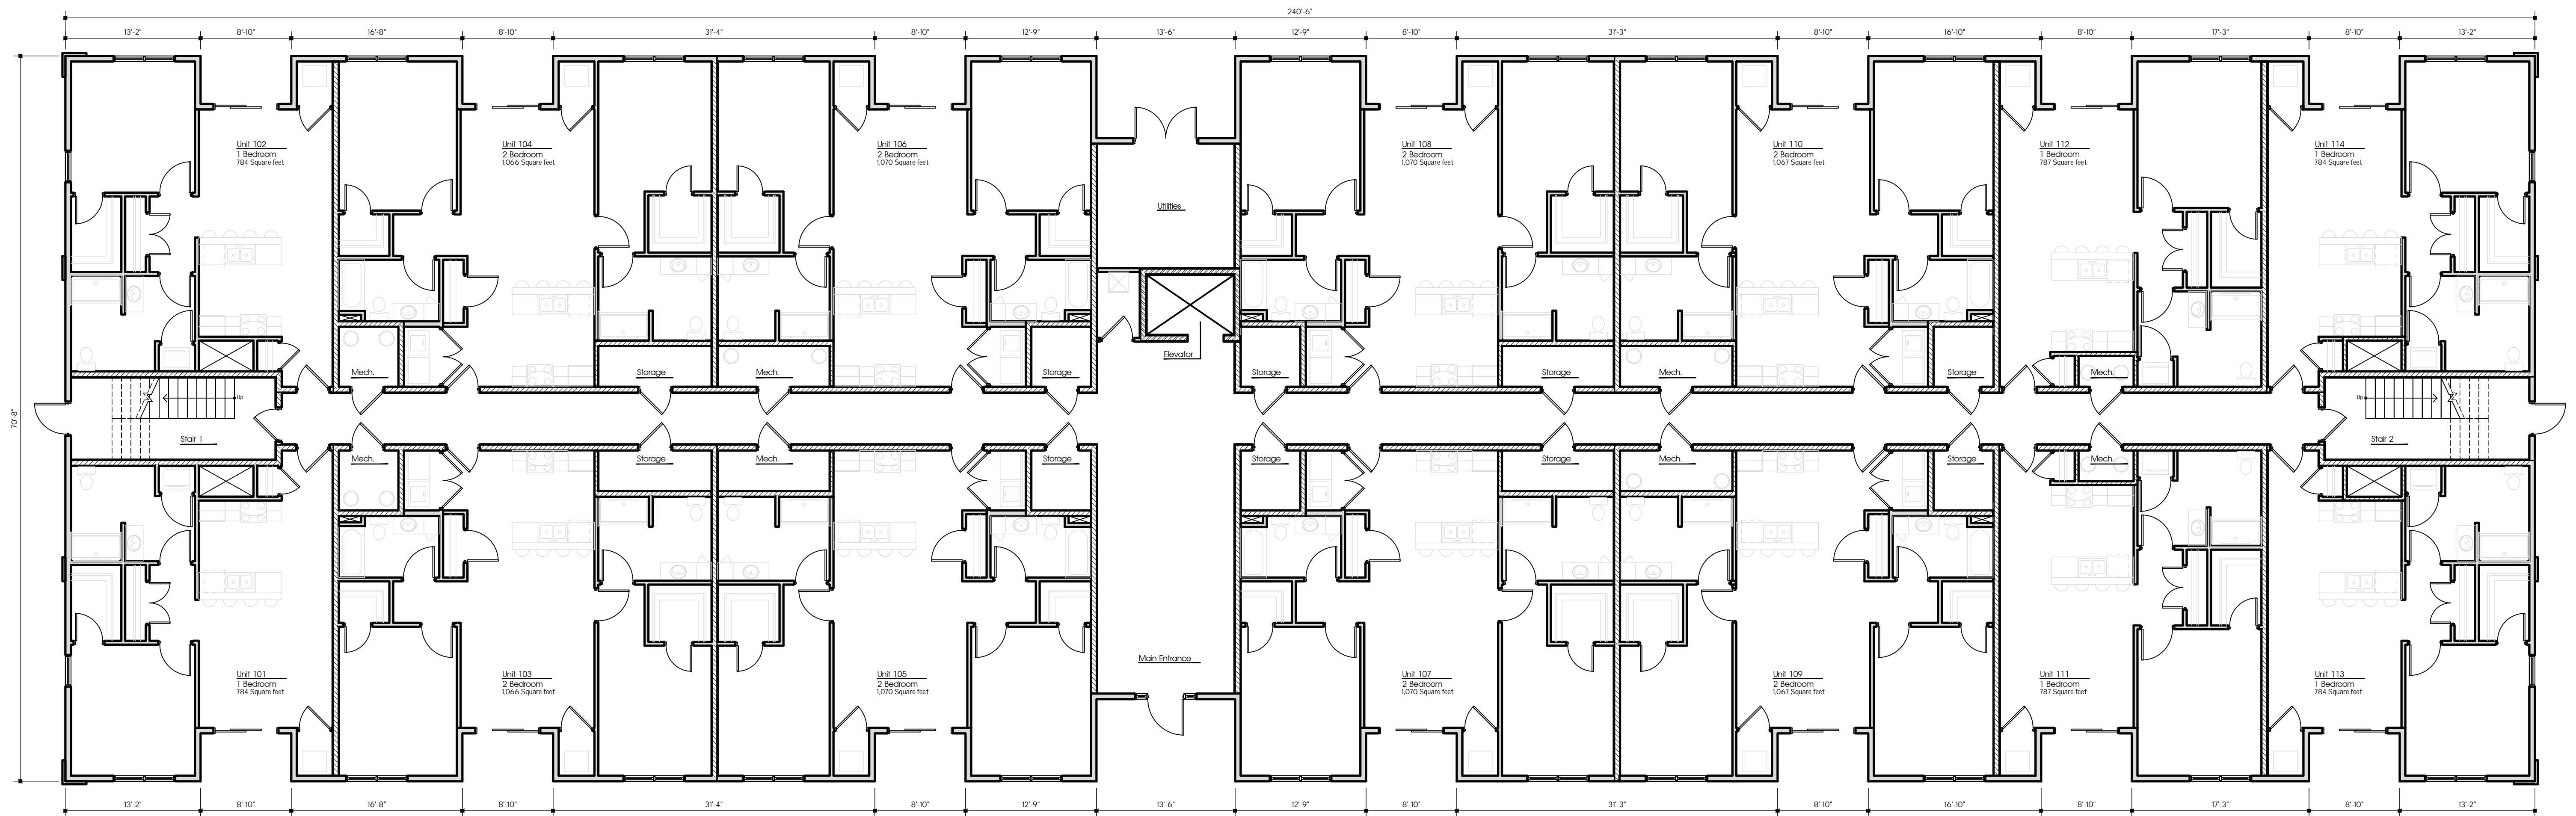 240'-6"
13'-2" 8'-10" 16'-8" 8'-10" 31'-4" 8'-10" 12'-9" 13'-6" 12'-9" 8'-10" 31'-3" 8'-10" 16'-10" 8'-10" 17'-3" 8'-10" 13'-2"
Unit 102
1 Bedroom
784 Square feet
Unit 104
2 Bedroom
1,066 Square feet
Unit 106
2 Bedroom
1,070 Square feet
Unit 108
2 Bedroom
1,070 Square feet
Unit 110
2 Bedroom
1,067 Square feet
Unit 112
1 Bedroom
787 Square feet
Unit 114
1 Bedroom
784 Square feet
Utilities
Elevator
Mech.
Storage
Mech.
Storage
Storage
Storage
Mech.
Storage
Mech.
70'-8"
Up
Stair 1
Up
Stair 2
Mech.
Storage
Mech.
Storage
Storage
Storage
Mech.
Storage
Mech.
Main Entrance
Unit 101
1 Bedroom
784 Square feet
Unit 103
2 Bedroom
1,066 Square feet
Unit 105
2 Bedroom
1,070 Square feet
Unit 107
2 Bedroom
1,070 Square feet
Unit 109
2 Bedroom
1,067 Square feet
Unit 111
1 Bedroom
787 Square feet
Unit 113
1 Bedroom
784 Square feet
13'-2" 8'-10" 16'-8" 8'-10" 31'-4" 8'-10" 12'-9" 13'-6" 12'-9" 8'-10" 31'-3" 8'-10" 16'-10" 8'-10" 17'-3" 8'-10" 13'-2"